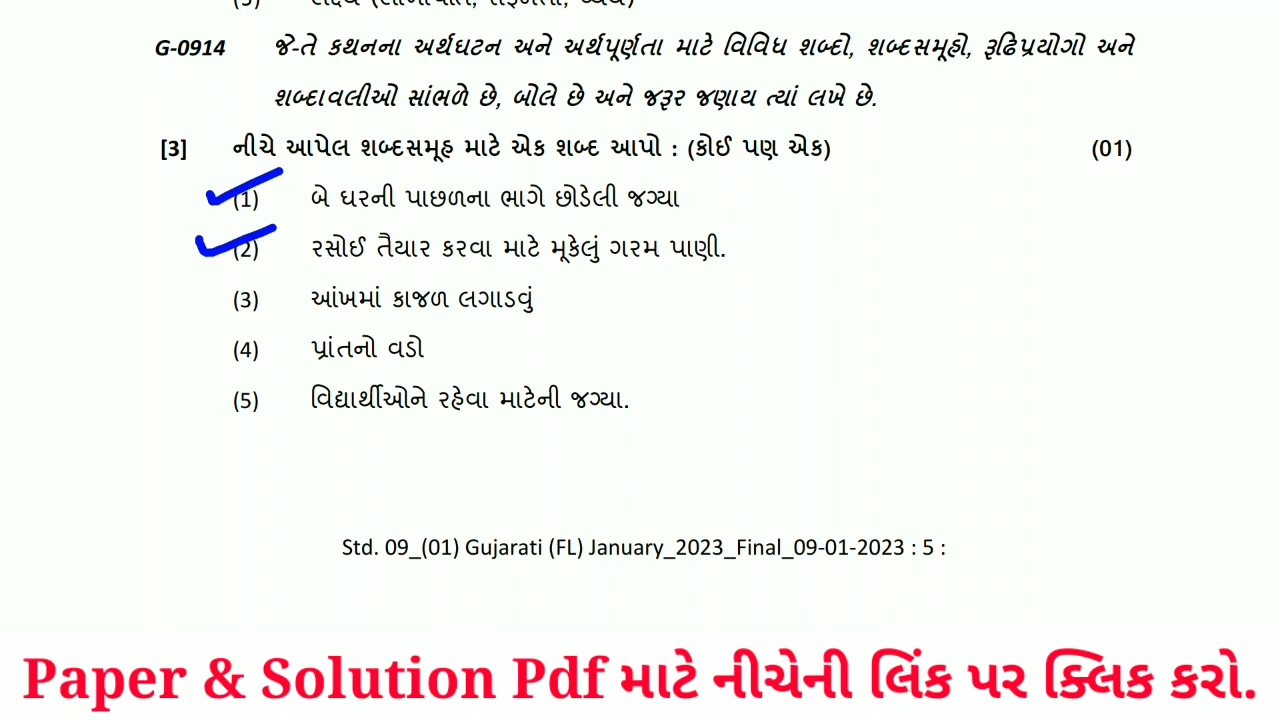 G-0914 જે-તે કથનના અર્થઘટન અને અર્થપૂર્ણતા માટે વિવિધ શબ્દો, શબ્દસમૂહો, રૂઢિપ્રયોગો અને
શબ્દાવલીઓ સાંભળે છે, બોલે છે અને જરૂર જણાય ત્યાં લખે છે.
[3] નીચે આપેલ શબ્દસમૂહ માટે એક શબ્દ આપો : (કોઈ પણ એક) (01)
(1) બે ઘરની પાછળના ભાગે છોડેલી જગ્યા
(2) રસોઈ તૈયાર કરવા માટે મૂકેલું ગરમ પાણી.
(3) આંખમાં કાજળ લગાડવું
(4) પ્રાંતનો વડો
(5) વિદ્યાર્થીઓને રહેવા માટેની જગ્યા.
Std. 09_(01) Gujarati (FL) January_2023_Final_09-01-2023 : 5 :
Paper & Solution Pdf માટે નીચેની લિંક પર ક્લિક કરો.